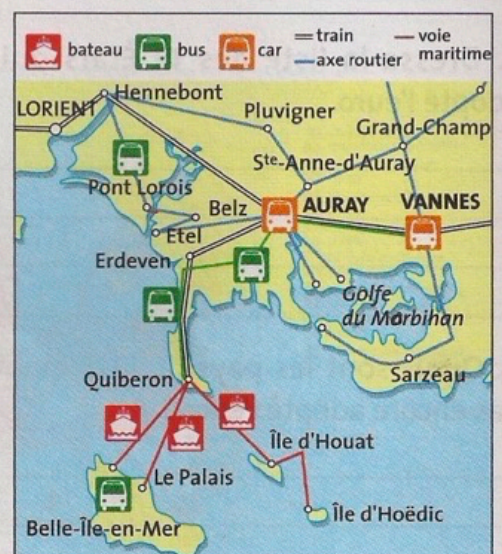 bateau
bus
car
train
axe routier
voie
maritime
Hennebont
LORIENT
Pluvigner
Grand-Champ
Ste-Anne-d'Auray
Pont Lorois
Belz
AURAY
VANNES
Etel
Erdeven
Golfe
du Morbihan
Quiberon
Sarzeau
Île d'Houat
Le Palais
Île d'Hoëdic
Belle-Île-en-Mer